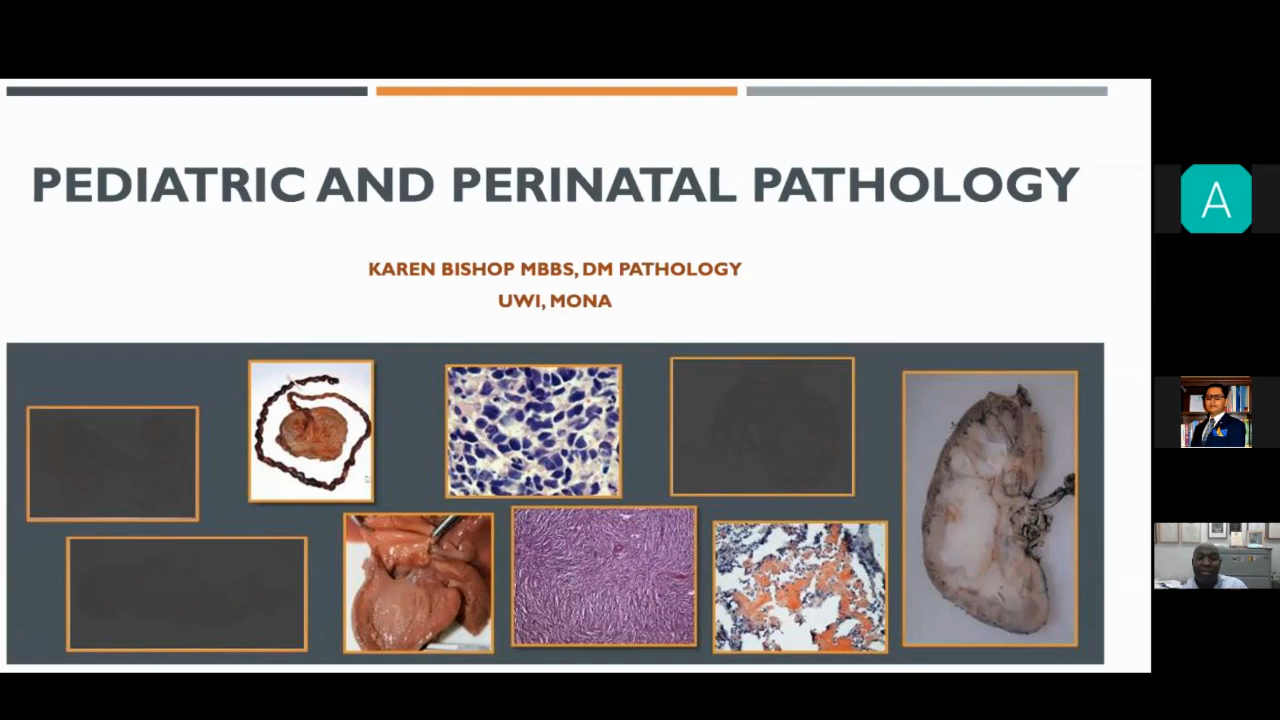 PEDIATRIC AND PERINATAL PATHOLOGY
KAREN BISHOP MBBS, DM PATHOLOGY
UWI, MONA
A